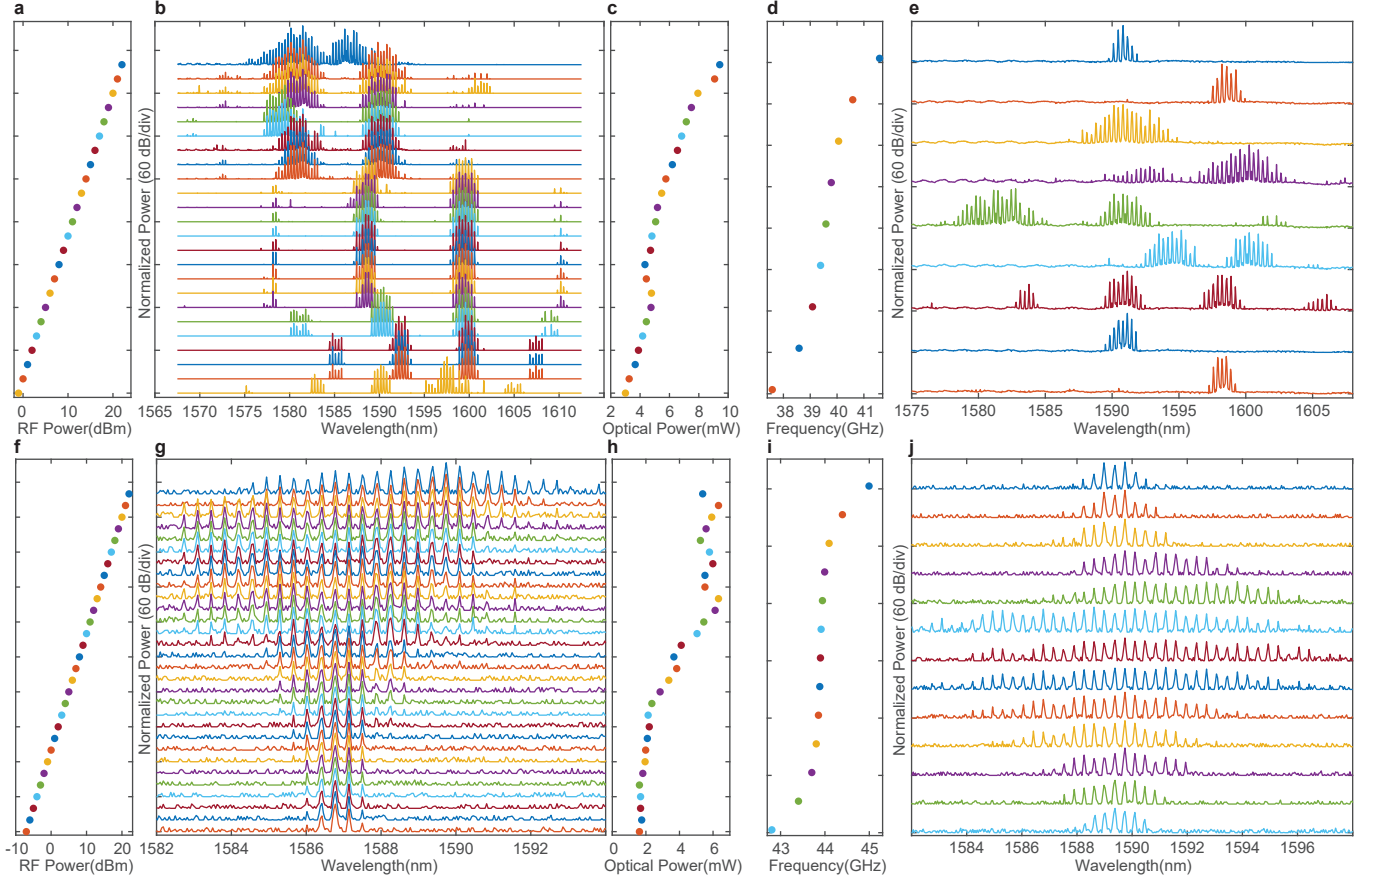 a b c d e
Normalized Power (60 dB/div)
Normalized Power (60 dB/div)
0 10 20
RF Power(dBm)
1565 1570 1575 1580 1585 1590 1595 1600 1605 1610
Wavelength(nm)
2 4 6 8 10
Optical Power(mW)
38 39 40 41
Frequency(GHz)
1575 1580 1585 1590 1595 1600 1605
Wavelength(nm)
f g h i j
Normalized Power (60 dB/div)
Normalized Power (60 dB/div)
-10 0 10 20
RF Power(dBm)
1582 1584 1586 1588 1590 1592
Wavelength(nm)
0 2 4 6
Optical Power(mW)
43 44 45
Frequency(GHz)
1584 1586 1588 1590 1592 1594 1596
Wavelength(nm)